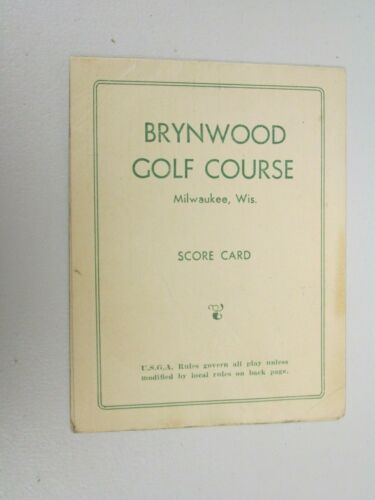 BRYNWOOD
GOLF COURSE
Milwaukee, Wis.
SCORE CARD
U.S.G.A. Rules govern all play unless
modified by local rules on back page.